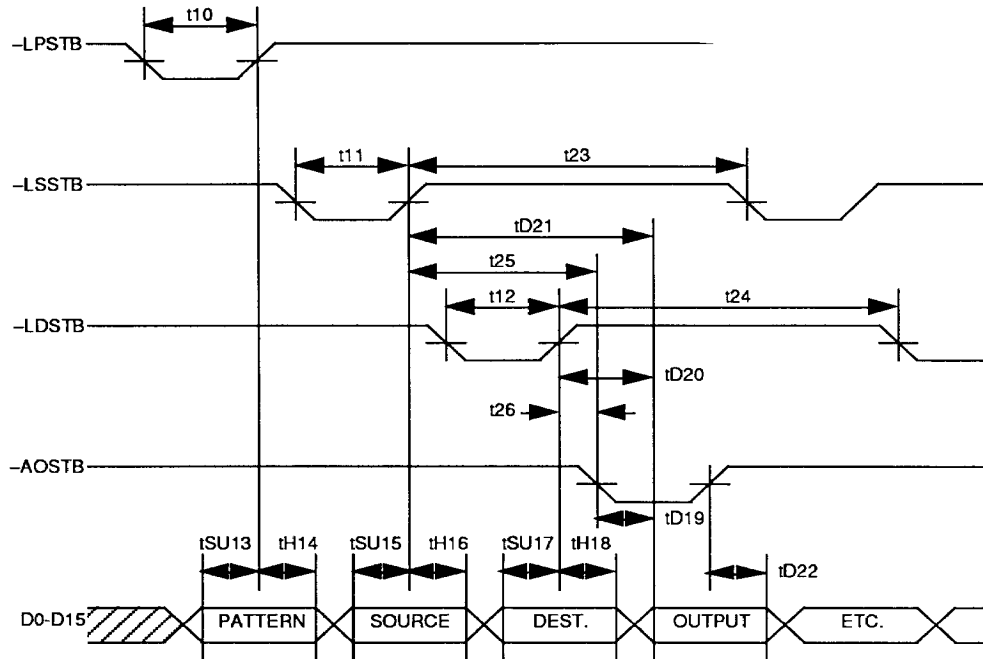 t10
–LPSTB
t11
t23
–LSSTB
tD21
t25
t12
t24
–LDSTB
tD20
t26
–AOSTB
tD19
tSU13 tH14 tSU15 tH16 tSU17 tH18
tD22
D0-D15 PATTERN SOURCE DEST. OUTPUT ETC.